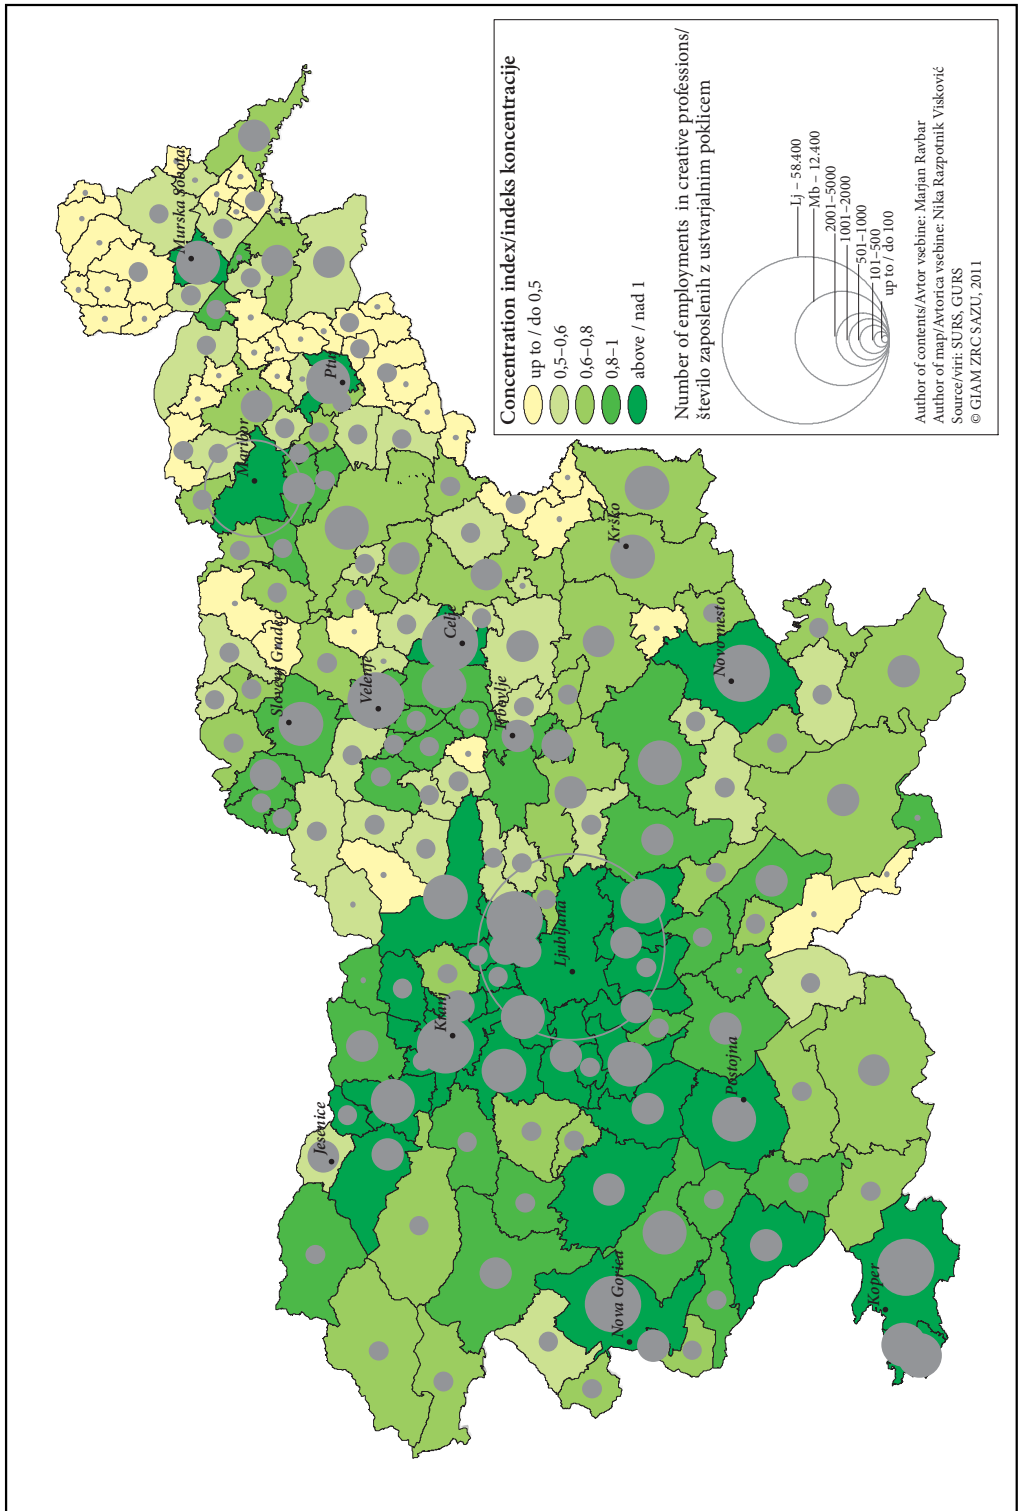 Concentration index/indeks koncentracije
up to / do 0,5
0,5–0,6
0,6–0,8
0,8–1
above / nad 1
Number of employments in creative professions/
število zaposlenih z ustvarjalnim poklicem
Lj – 58.400
Mb – 12.400
2001–5000
1001–2000
501–1000
101–500
up to / do 100
Author of contents/Avtor vsebine: Marjan Ravbar
Author of map/Avtorica vsebine: Nika Razpotnik Visković
Source/viri: SURS, GURS
© GIAM ZRC SAZU, 2011
Murska Sobota
Maribor
Ptuj
Slovenj Gradec
Velenje
Celje
Trbovlje
Krško
Novo mesto
Jesenice
Kranj
Ljubljana
Postojna
Nova Gorica
Koper